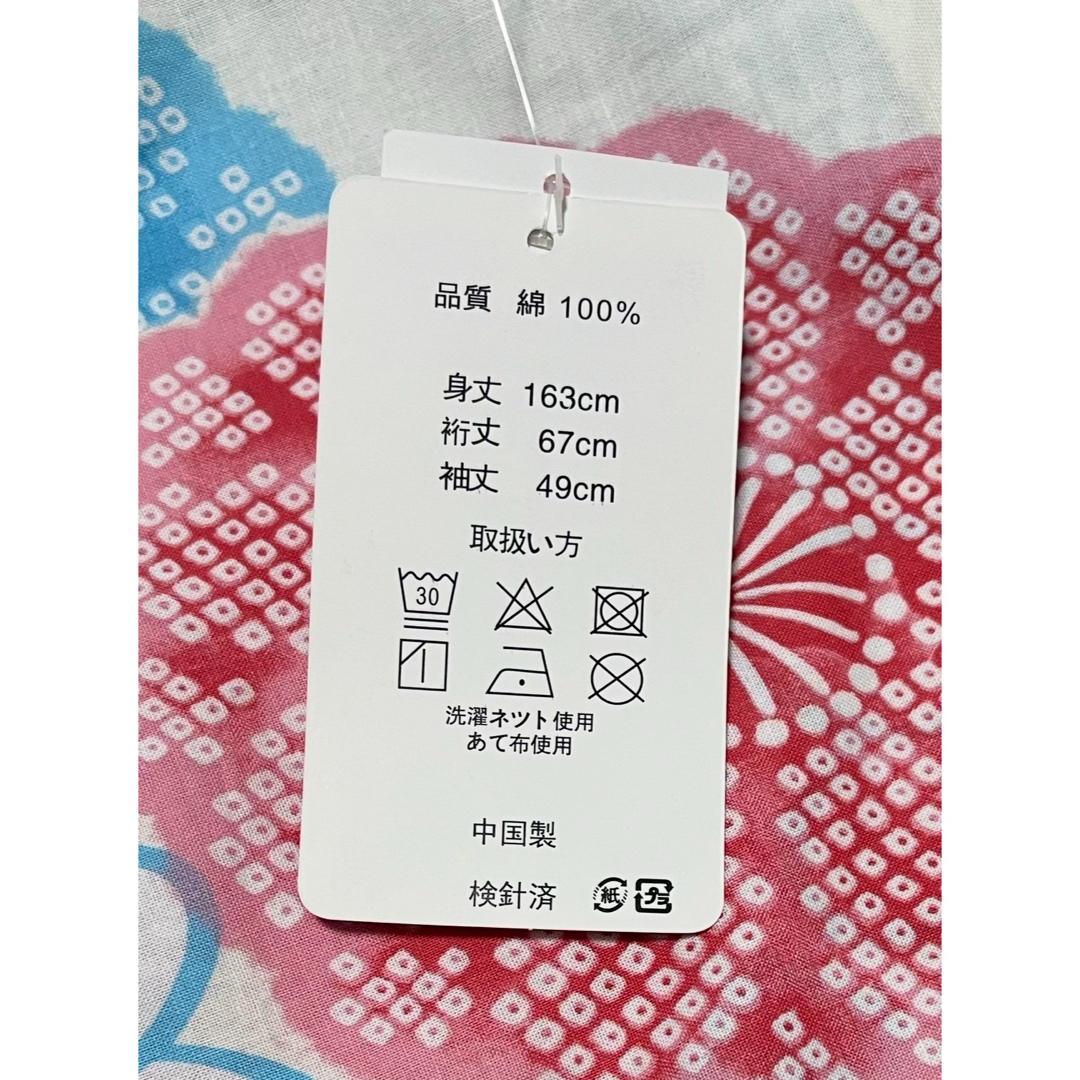 品質 綿 100%
身丈 163cm
裄丈 67cm
袖丈 49cm
取扱い方
30
洗濯ネツト使用
あて布使用
中国製
検針済 紙 プラ